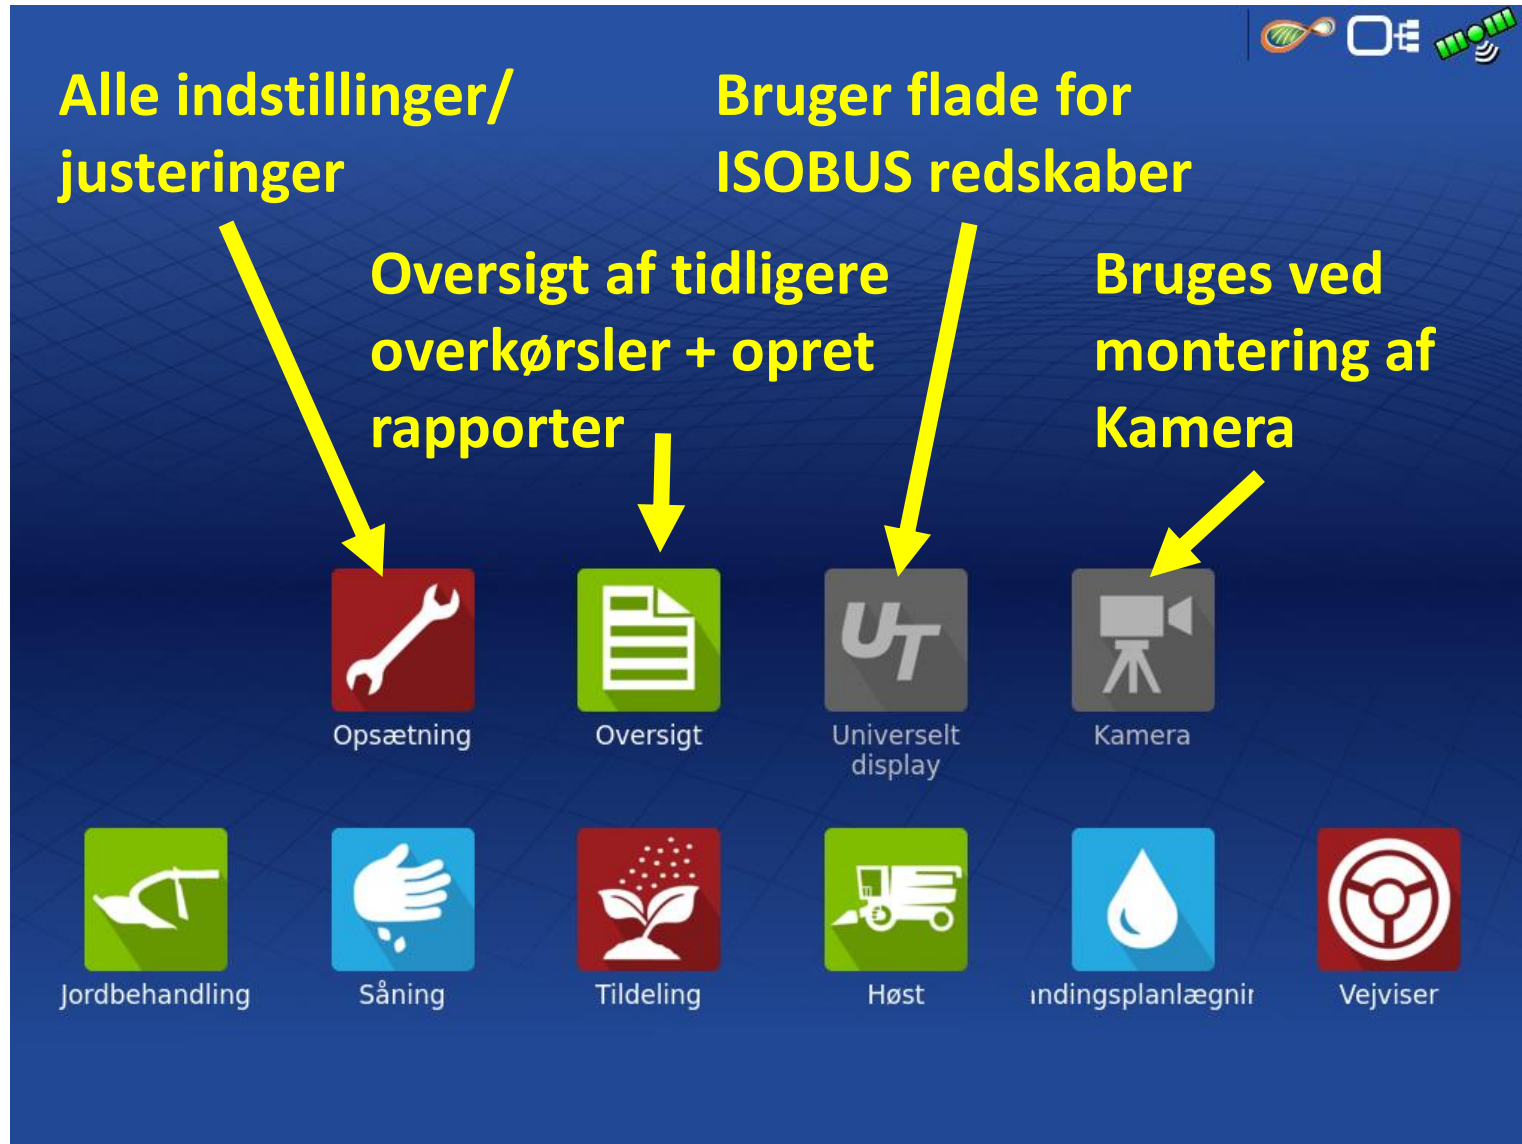 Alle indstillinger/
justeringer
Bruger flade for
ISOBUS redskaber
Oversigt af tidligere
overkørsler + opret
rapporter
Bruges ved
montering af
Kamera
UT
Opsætning
Oversigt
Universelt
display
Kamera
Jordbehandling
Såning
Tildeling
Høst
ndingsplanlægnir
Vejviser